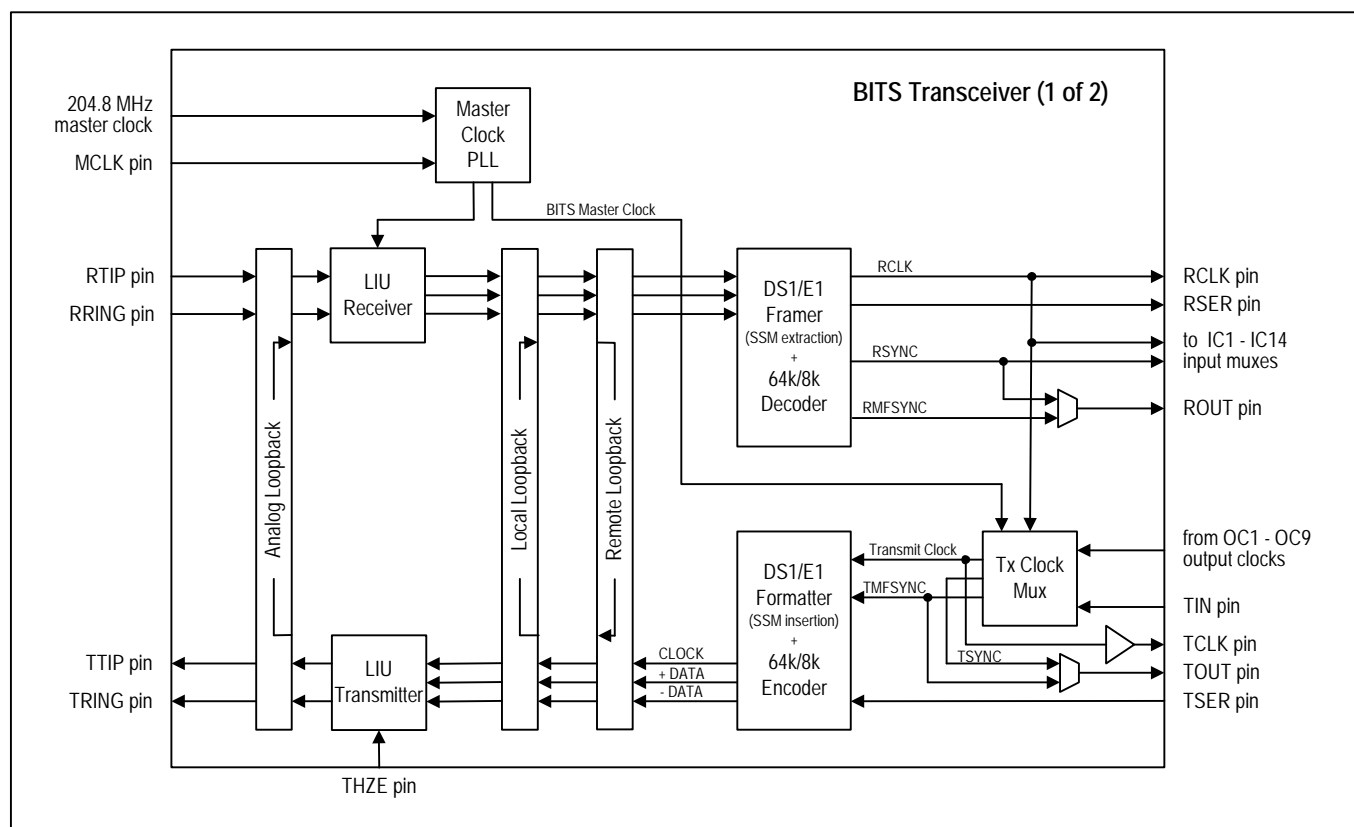 BITS Transceiver (1 of 2)
204.8 MHz
master clock
MCLK pin
Master
Clock
PLL
BITS Master Clock
RTIP pin
RRING pin
LIU
Receiver
DS1/E1
Framer
(SSM extraction)
+
64k/8k
Decoder
RCLK
RSYNC
RMFSYNC
RCLK pin
RSER pin
to IC1 - IC14
input muxes
ROUT pin
Analog Loopback
Local Loopback
Remote Loopback
DS1/E1
Formatter
(SSM insertion)
+
64k/8k
Encoder
Transmit Clock
TMFSYNC
Tx Clock
Mux
from OC1 - OC9
output clocks
TIN pin
TCLK pin
TSYNC
TOUT pin
TSER pin
CLOCK
+ DATA
- DATA
LIU
Transmitter
TTIP pin
TRING pin
THZE pin